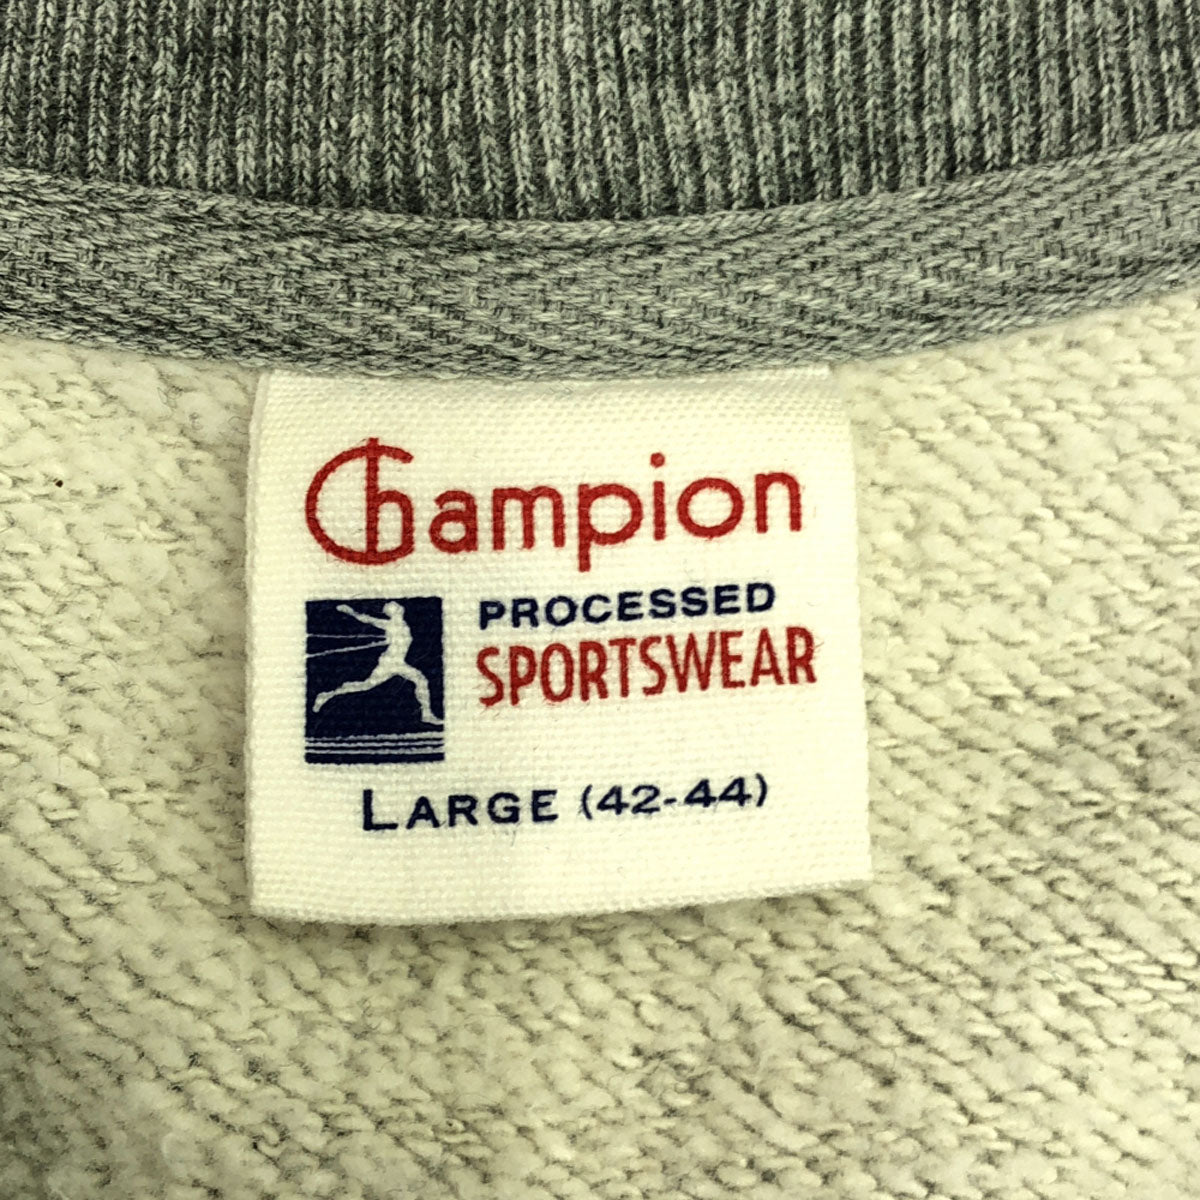 Champion
PROCESSED
SPORTSWEAR
LARGE (42-44)